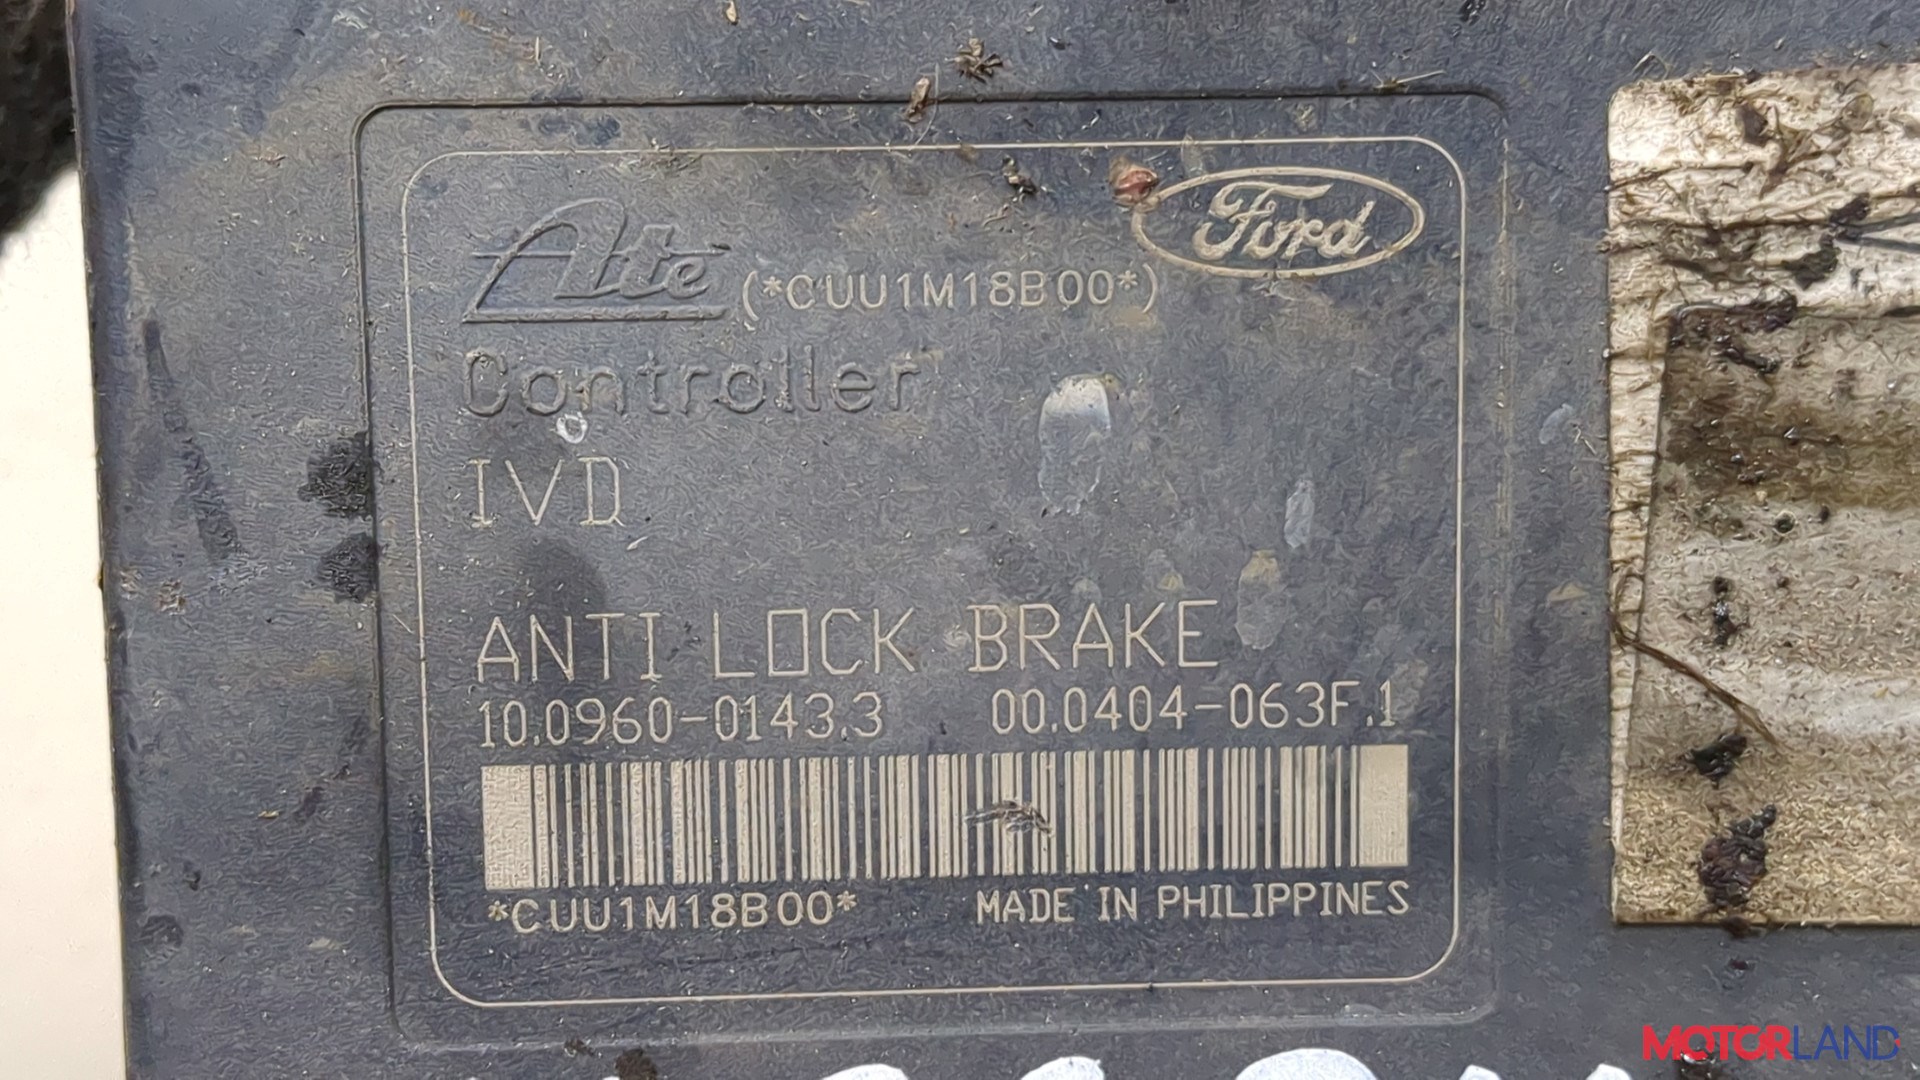 Ford
Ate (*CUU1M18B00*)
Controller
IVD
ANTI LOCK BRAKE
10.0960-0143.3 00.0404-063F.1
*CUU1M18B00* MADE IN PHILIPPINES
MOTORLAND